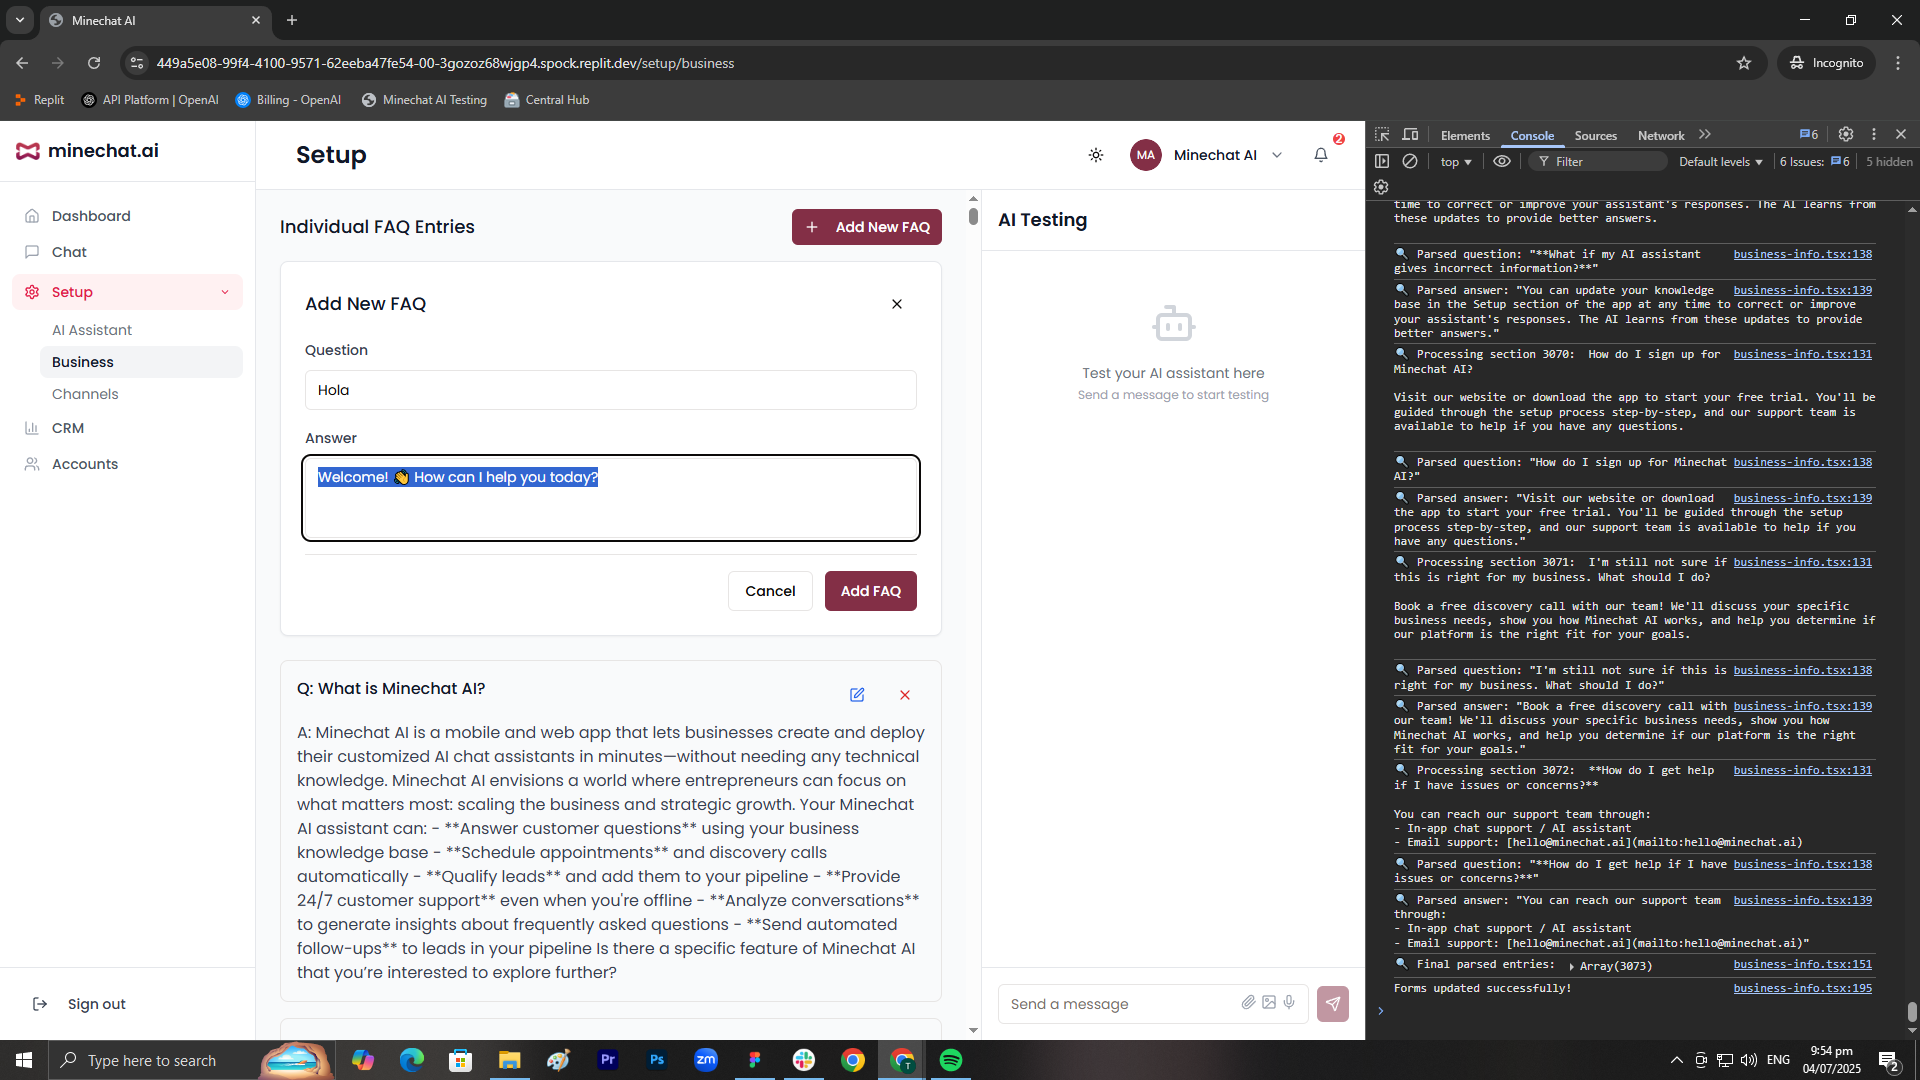 Minechat AI
449a5e08-99f4-4100-9571-62eeba47fe54-00-3gozoz68wjgp4.spock.replit.dev/setup/business
Incognito
Replit
API Platform | OpenAI
Billing - OpenAI
Minechat AI Testing
Central Hub
minechat.ai
Dashboard
Chat
Setup
AI Assistant
Business
Channels
CRM
Accounts
Sign out
Setup
MA
Minechat AI
2
Individual FAQ Entries
+ Add New FAQ
Add New FAQ
Question
Hola
Answer
Welcome! 👋 How can I help you today?
Cancel
Add FAQ
Q: What is Minechat AI?
A: Minechat AI is a mobile and web app that lets businesses create and deploy
their customized AI chat assistants in minutes—without needing any technical
knowledge. Minechat AI envisions a world where entrepreneurs can focus on
what matters most: scaling the business and strategic growth. Your Minechat
AI assistant can: - **Answer customer questions** using your business
knowledge base - **Schedule appointments** and discovery calls
automatically - **Qualify leads** and add them to your pipeline - **Provide
24/7 customer support** even when you're offline - **Analyze conversations**
to generate insights about frequently asked questions - **Send automated
follow-ups** to leads in your pipeline Is there a specific feature of Minechat AI
that you’re interested to explore further?
AI Testing
Test your AI assistant here
Send a message to start testing
Send a message
Elements
Console
Sources
Network
6
top
Filter
Default levels
6 Issues:
6
5 hidden
time to correct or improve your assistant's responses. The AI learns from
these updates to provide better answers.
🔍 Parsed question: "**What if my AI assistant business-info.tsx:138
gives incorrect information?**"
🔍 Parsed answer: "You can update your knowledge business-info.tsx:139
base in the Setup section of the app at any time to correct or improve
your assistant's responses. The AI learns from these updates to provide
better answers."
🔍 Processing section 3070: How do I sign up for business-info.tsx:131
Minechat AI?
Visit our website or download the app to start your free trial. You'll be
guided through the setup process step-by-step, and our support team is
available to help if you have any questions.
🔍 Parsed question: "How do I sign up for Minechat business-info.tsx:138
AI?"
🔍 Parsed answer: "Visit our website or download business-info.tsx:139
the app to start your free trial. You'll be guided through the setup
process step-by-step, and our support team is available to help if you
have any questions."
🔍 Processing section 3071: I'm still not sure if business-info.tsx:131
this is right for my business. What should I do?
Book a free discovery call with our team! We'll discuss your specific
business needs, show you how Minechat AI works, and help you determine if
our platform is the right fit for your goals.
🔍 Parsed question: "I'm still not sure if this is business-info.tsx:138
right for my business. What should I do?"
🔍 Parsed answer: "Book a free discovery call with business-info.tsx:139
our team! We'll discuss your specific business needs, show you how
Minechat AI works, and help you determine if our platform is the right
fit for your goals."
🔍 Processing section 3072: **How do I get help business-info.tsx:131
if I have issues or concerns?**
You can reach our support team through:
- In-app chat support / AI assistant
- Email support: [hello@minechat.ai](mailto:hello@minechat.ai)
🔍 Parsed question: "**How do I get help if I have business-info.tsx:138
issues or concerns?**"
🔍 Parsed answer: "You can reach our support team business-info.tsx:139
through:
- In-app chat support / AI assistant
- Email support: [hello@minechat.ai](mailto:hello@minechat.ai)"
🔍 Final parsed entries: ▸ Array(3073) business-info.tsx:151
Forms updated successfully! business-info.tsx:195
Type here to search
Pr
Ps
zm
T
ENG
9:54 pm
04/07/2025
2